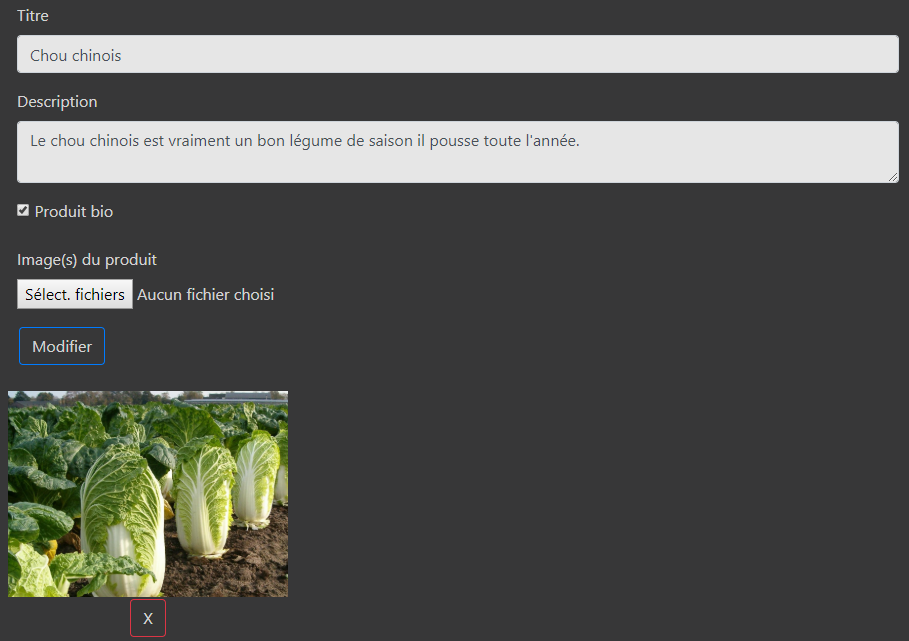 Titre
Chou chinois
Description
Le chou chinois est vraiment un bon légume de saison il pousse toute l'année.
Produit bio
Image(s) du produit
Sélect. fichiers Aucun fichier choisi
Modifier
X